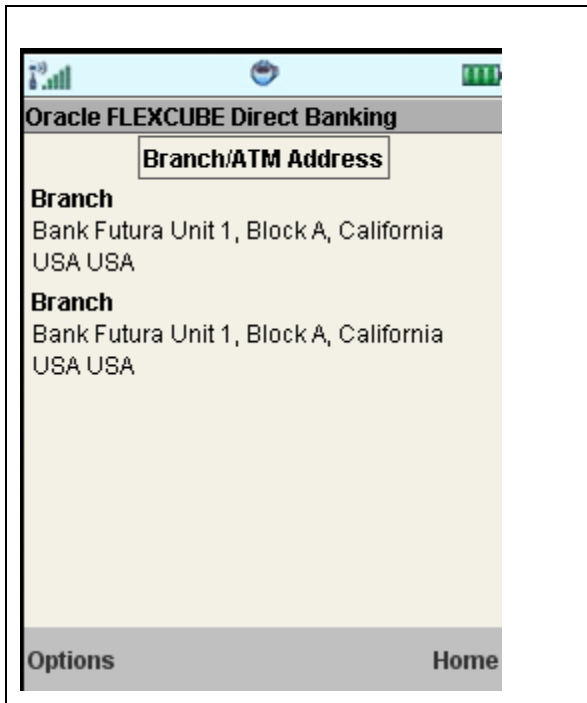 Oracle FLEXCUBE Direct Banking
Branch/ATM Address
Branch
Bank Futura Unit 1, Block A, California
USA USA
Branch
Bank Futura Unit 1, Block A, California
USA USA
Options Home